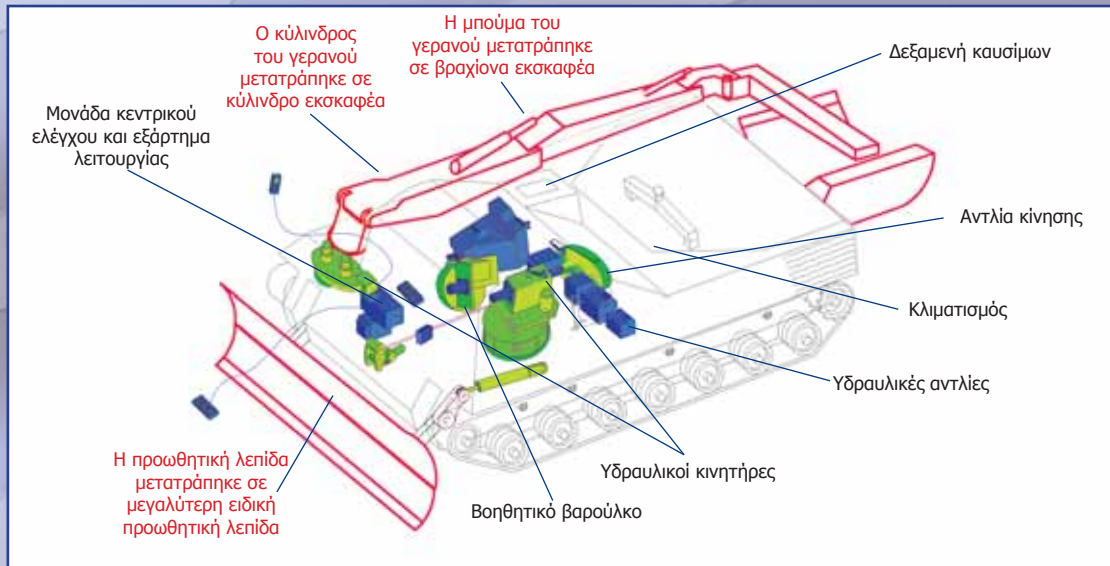 Ο κύλινδρος
του γερανού
μετατράπηκε σε
κύλινδρο εκσκαφέα
Η μπούμα του
γερανού μετατράπηκε
σε βραχίονα εκσκαφέα
Δεξαμενή καυσίμων
Μονάδα κεντρικού
ελέγχου και εξάρτημα
λειτουργίας
Αντλία κίνησης
Κλιματισμός
Υδραυλικές αντλίες
Υδραυλικοί κινητήρες
Βοηθητικό βαρούλκο
Η προωθητική λεπίδα
μετατράπηκε σε
μεγαλύτερη ειδική
προωθητική λεπίδα